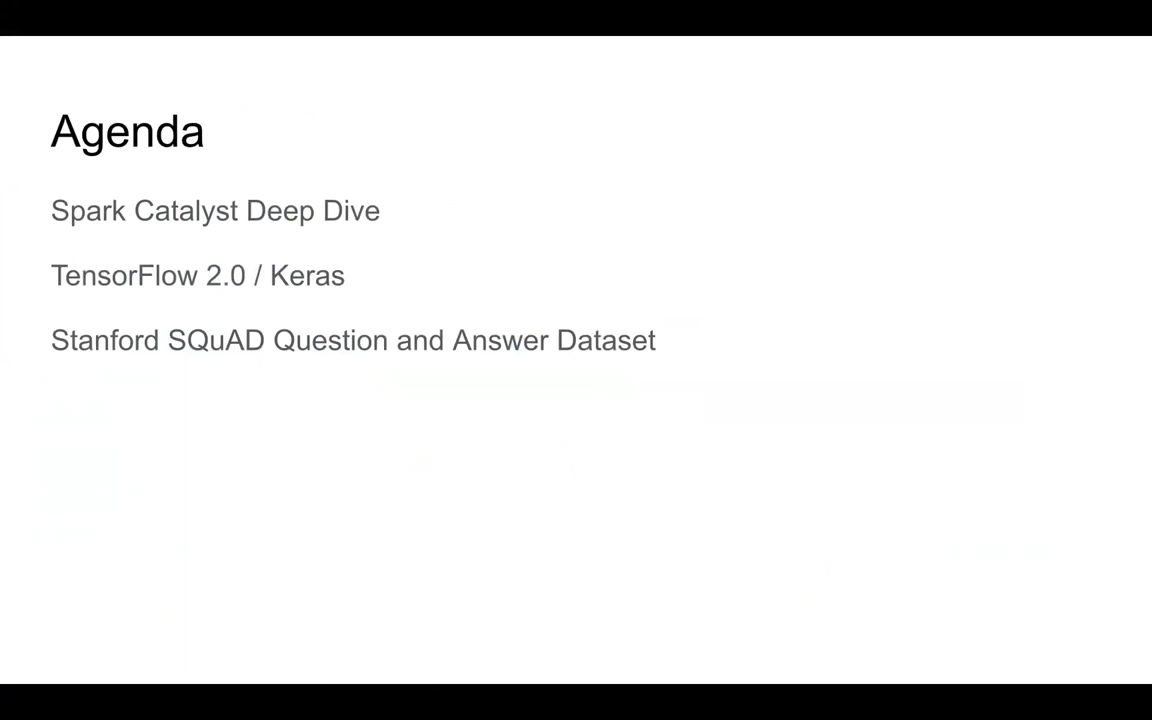 Agenda
Spark Catalyst Deep Dive
TensorFlow 2.0 / Keras
Stanford SQuAD Question and Answer Dataset